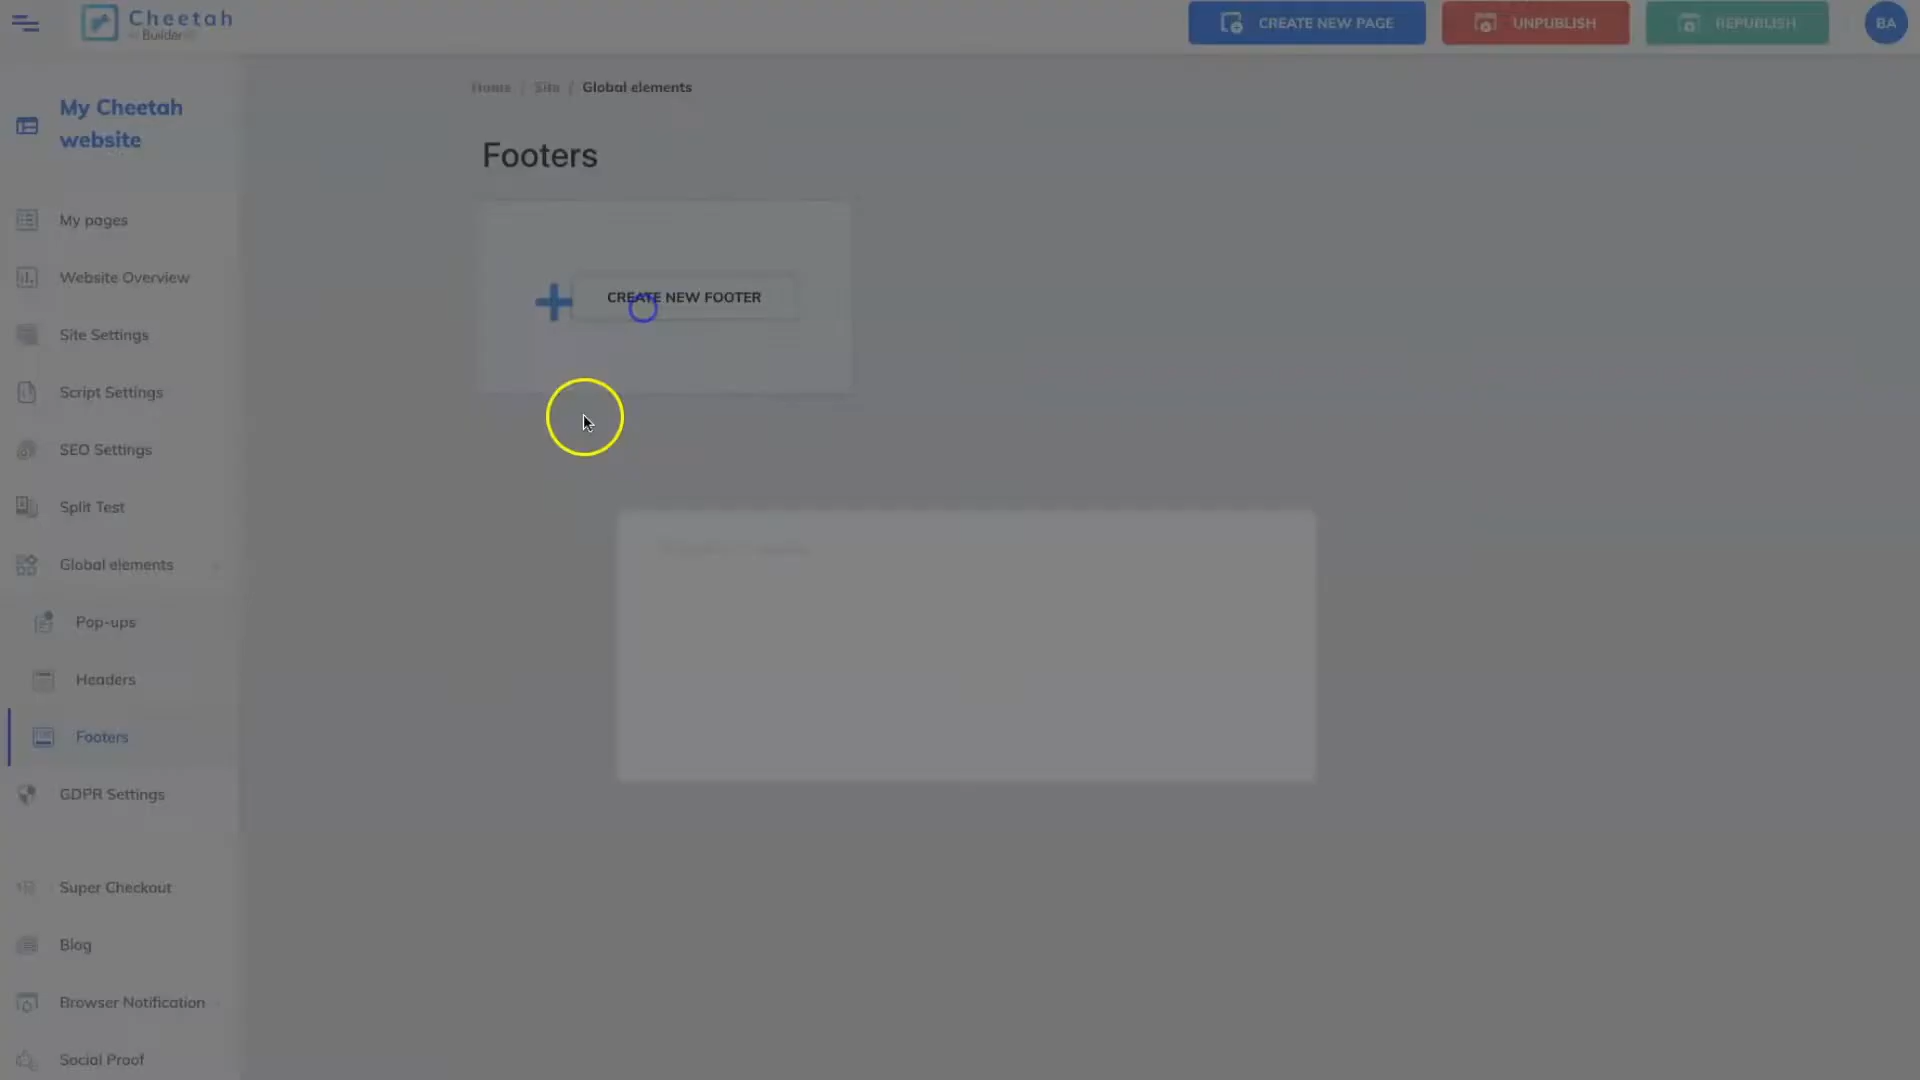 Cheetah
Builder
CREATE NEW PAGE
UNPUBLISH
REPUBLISH
BA
Home / Site / Global elements
My Cheetah
website
Footers
CREATE NEW FOOTER
My pages
Website Overview
Site Settings
Script Settings
SEO Settings
Split Test
Global elements
Pop-ups
Headers
Footers
GDPR Settings
Super Checkout
Blog
Browser Notification
Social Proof